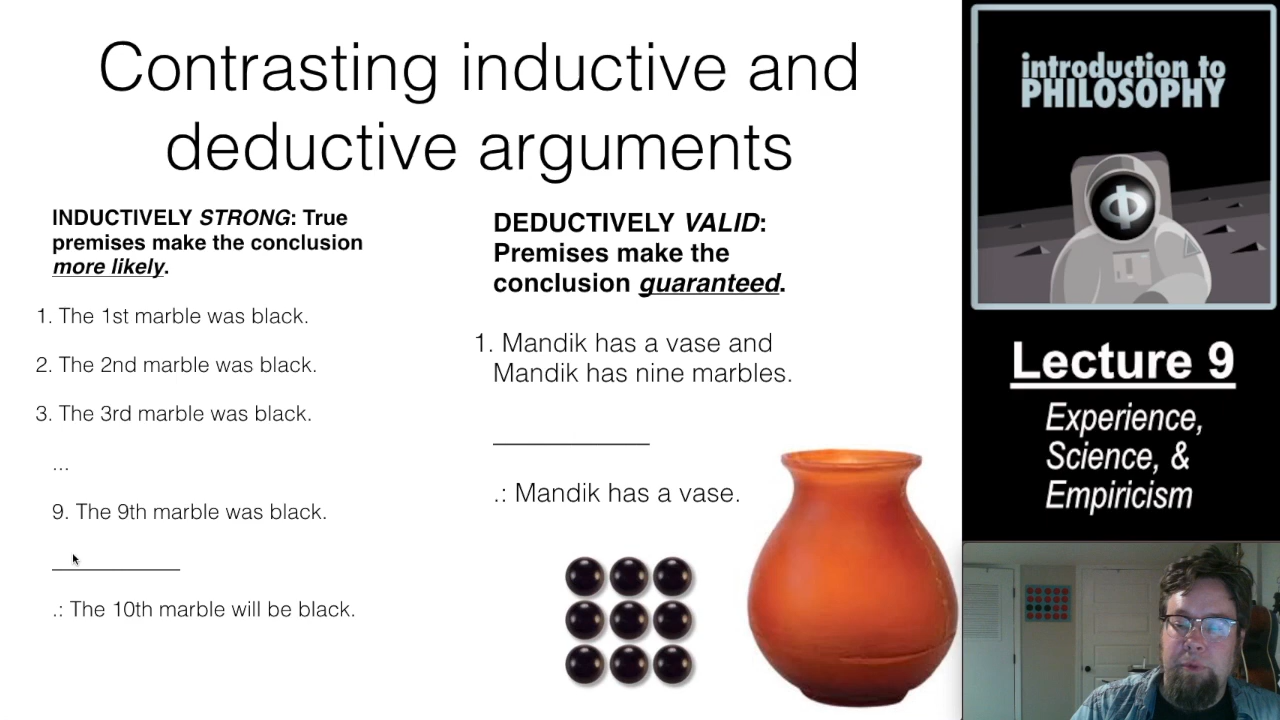 Contrasting inductive and
deductive arguments
INDUCTIVELY STRONG: True
premises make the conclusion
more likely.
1. The 1st marble was black.
2. The 2nd marble was black.
3. The 3rd marble was black.
...
9. The 9th marble was black.
.: The 10th marble will be black.
DEDUCTIVELY VALID:
Premises make the
conclusion guaranteed.
1. Mandik has a vase and
Mandik has nine marbles.
.: Mandik has a vase.
introduction to
PHILOSOPHY
Φ
Lecture 9
Experience,
Science, &
Empiricism